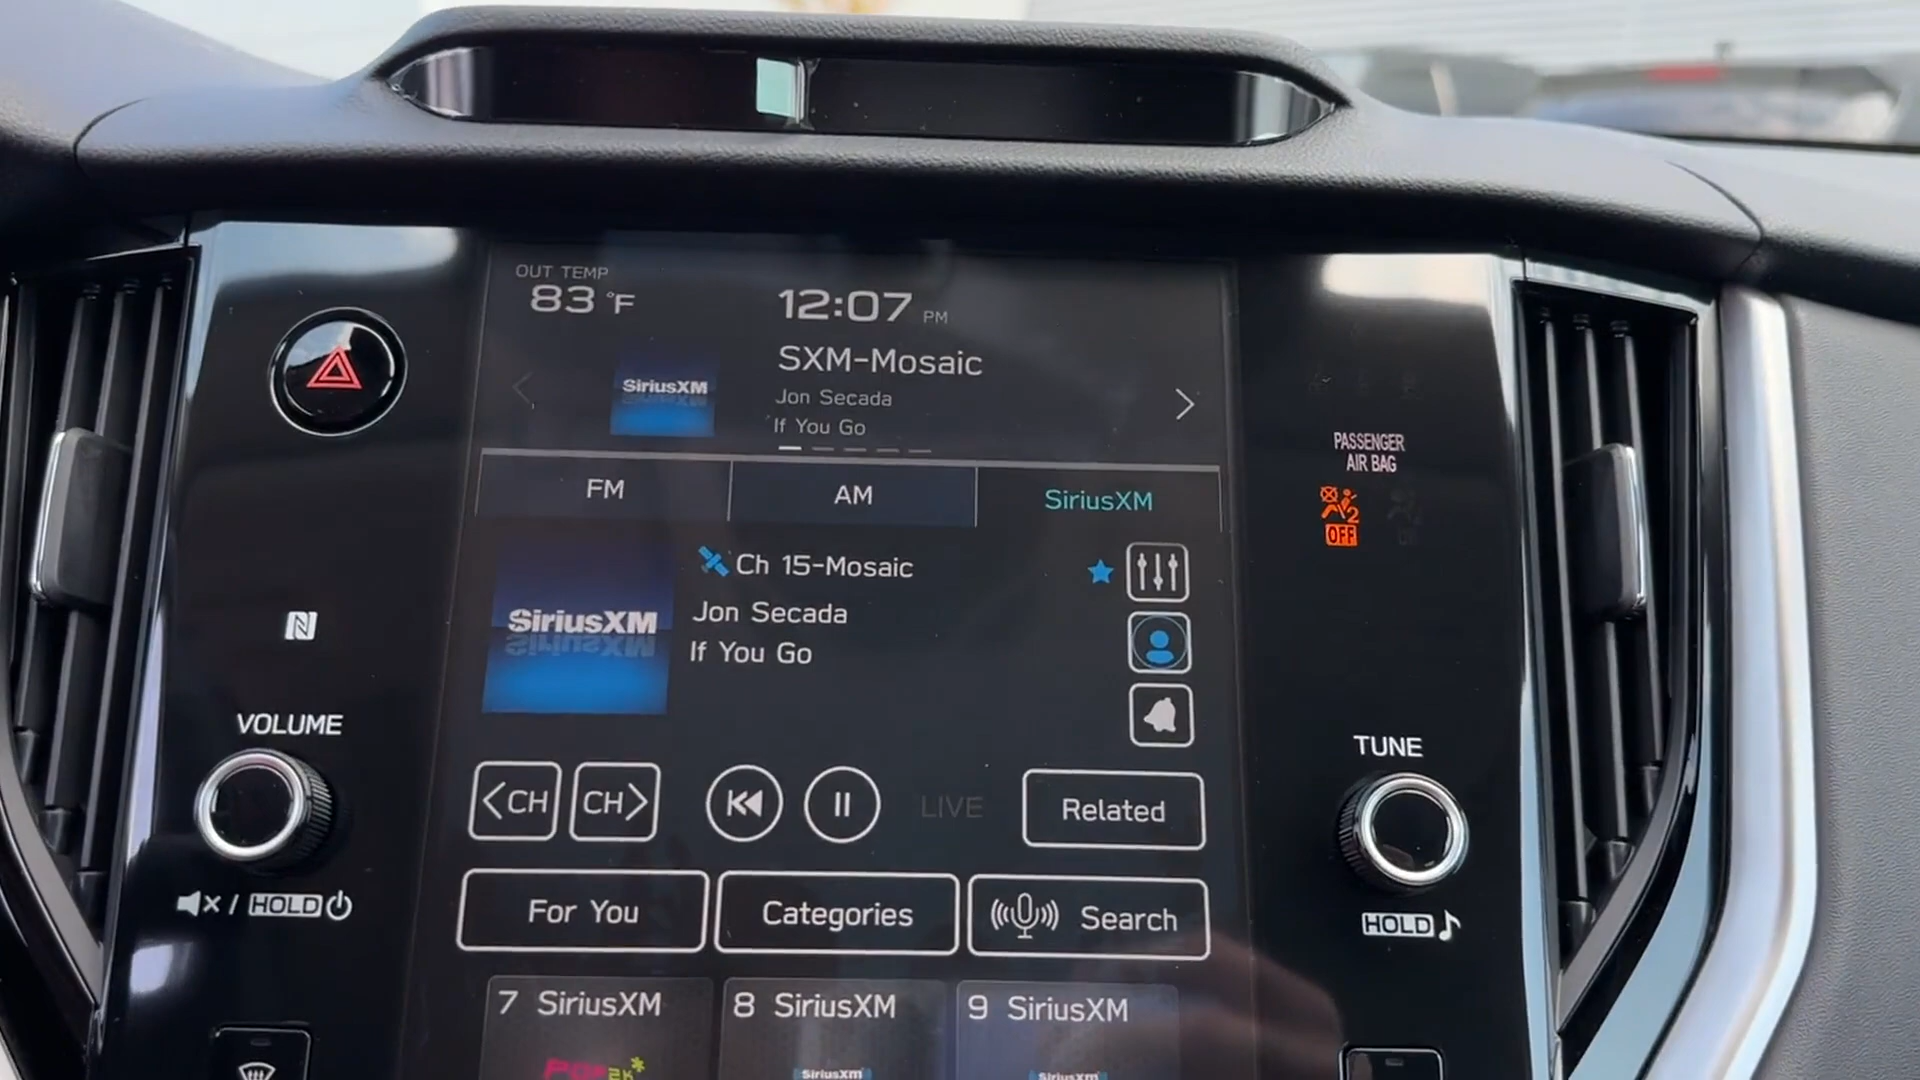 OUT TEMP
83 °F
12:07 PM
SXM-Mosaic
Jon Secada
If You Go
SiriusXM
FM
AM
SiriusXM
PASSENGER
AIR BAG
2
OFF
Ch 15-Mosaic
Jon Secada
If You Go
SiriusXM
VOLUME
TUNE
<CH
CH>
LIVE
Related
/ HOLD
HOLD
For You
Categories
Search
7 SiriusXM
8 SiriusXM
9 SiriusXM
SiriusXM
SiriusXM